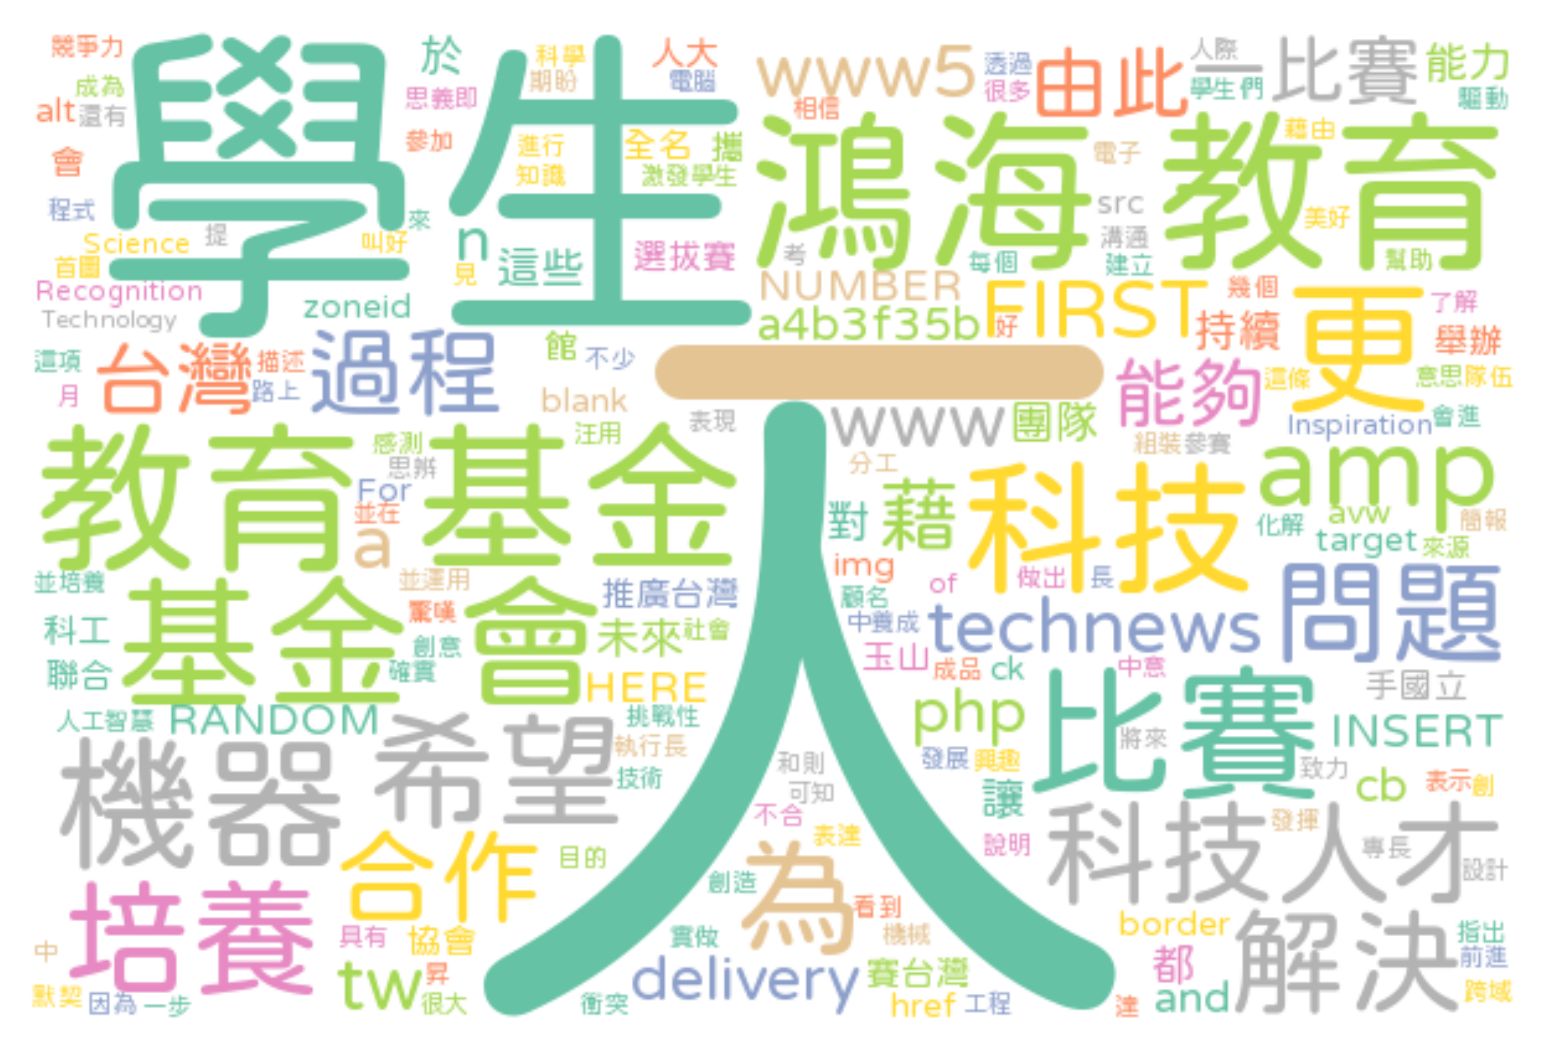 競爭力
學生
於
科學
人大
www5
透過
由此
人際
一
比賽
能力
成為
期盼
電腦
很多
學生們
驅動
alt
還有
思義即
相信
會
參加
進行
全名
攜
鴻海教育
藉由
知識
激發學生
電子
程式
來
src
美好
Science
提
叫好
n
這些
選拔賽
考
溝通
首圖
見
每個
建立
幫助
Recognition
zoneid
NUMBER
FIRST
幾個
更
了解
Technology
a4b3f35b
好
持續
舉辦
這項
台灣
描述
過程
館
不少
一
能夠
這條
意思
隊伍
月
路上
blank
表現
www
團隊
Inspiration
會進
教育基金
感測
汪用
人
組裝
參賽
思辨
分工
科技
amp
For
對
藉
avw
簡報
並在
化解
a
target
來源
並培養
並運用
推廣台灣
img
of
做出
長
問題
基金會
驚嘆
顧名
科工
創意
未來
社會
中養成
technews
聯合
確實
玉山
成品
ck
中意
HERE
手國立
人工智慧
RANDOM
挑戰性
php
比賽
INSERT
機器
希望
執行長
將來
技術
和則
發展
興趣
致力
可知
讓
cb
表示
創
不合
科技人才
發揮
合作
目的
表達
說明
專長
設計
培養
創造
為
看到
具有
協會
實做
機械
border
解決
指出
中
都
前進
tw
昇
delivery
賽台灣
默契
因為
一步
很大
衝突
href
工程
達
and
跨域